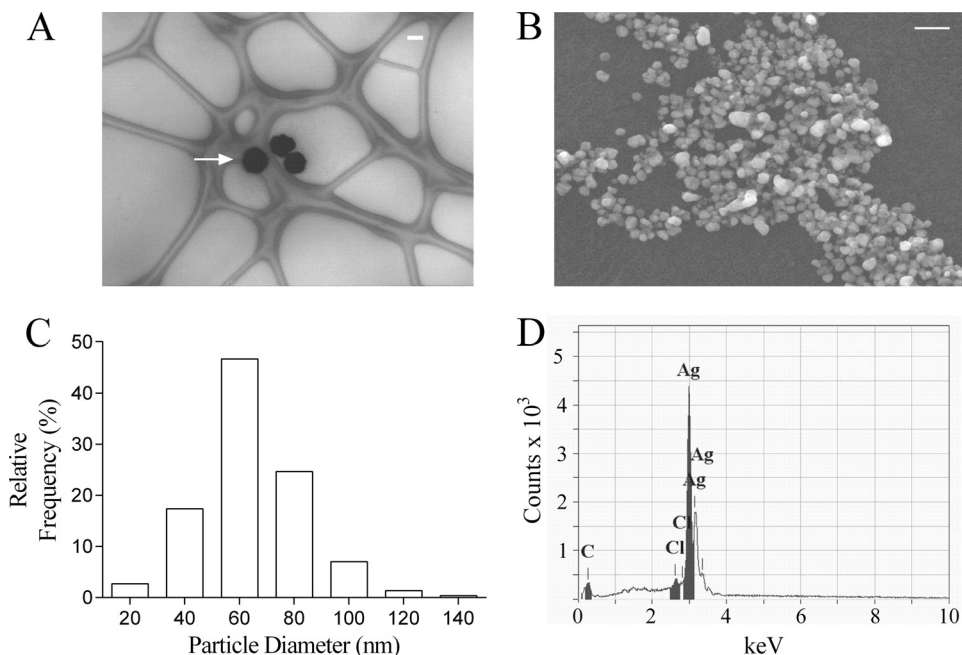 A
B
C
Relative
Frequency (%)
50
40
30
20
10
0
20 40 60 80 100 120 140
Particle Diameter (nm)
D
Counts x 10³
5
4
3
2
1
Ag
Ag
Ag
Cl
Cl
C
0 2 4 6 8 10
keV